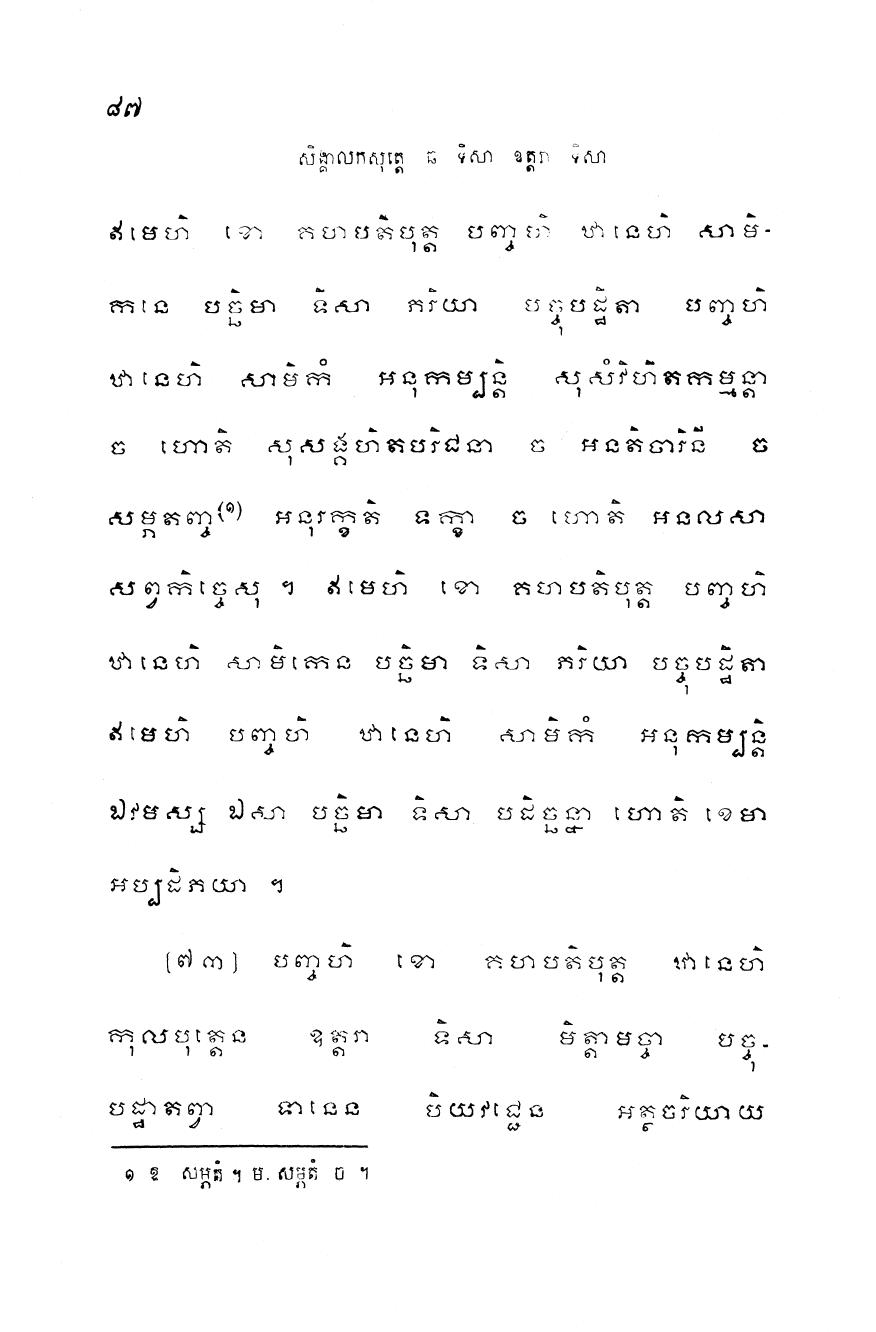 ៨៧
សិង្គាលកសុត្តេ ឆ ទិសា ឧត្តរា ទិសា
ឥមេហិ ខោ គហបតិបុត្ត បញ្ចហិ ឋានេហិ សាមិ-
កេន បច្ឆិមា ទិសា ភរិយា បច្ចុបដ្ឋិតា បញ្ចហិ
ឋានេហិ សាមិកំ អនុកម្បន្តិ សុសំវិហិតកម្មន្តា
ច ហោតិ សុសង្គហិតបរិជនា ច អនតិចារិនី ច
សម្ភតញ្ច(១) អនុរក្ខតិ ទក្ខា ច ហោតិ អនលសា
សព្វកិច្ចេសុ ។ ឥមេហិ ខោ គហបតិបុត្ត បញ្ចហិ
ឋានេហិ សាមិកេន បច្ឆិមា ទិសា ភរិយា បច្ចុបដ្ឋិតា
ឥមេហិ បញ្ចហិ ឋានេហិ សាមិកំ អនុកម្បន្តិ
ឯវមស្ស ឯសា បច្ឆិមា ទិសា បដិច្ឆន្នា ហោតិ ខេមា
អប្បដិភយា ។
[៧៣] បញ្ចហិ ខោ គហបតិបុត្ត ឋានេហិ
កុលបុត្តេន ឧត្តរា ទិសា មិត្តាមច្ចា បច្ចុ-
បដ្ឋាតព្វា ទានេន បិយវជ្ជេន អត្ថចរិយាយ
១ ឱ សម្ភតំ ។ ម. សម្ភតំ ច ។